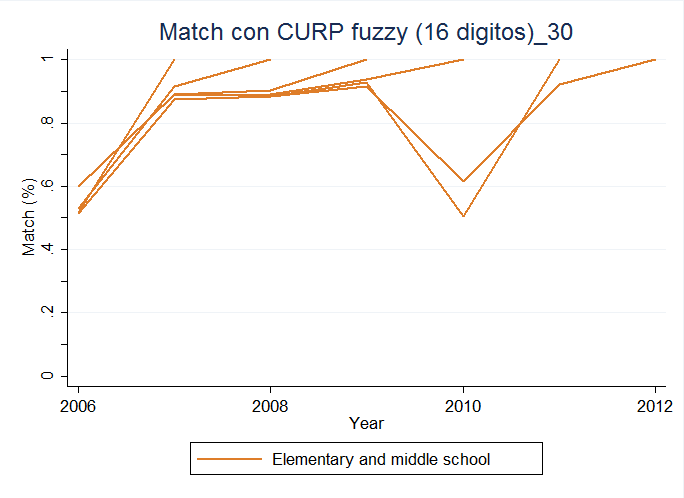 Match con CURP fuzzy (16 digitos)_30
Match (%)
1
.8
.6
.4
.2
0
2006 2008 2010 2012
Year
Elementary and middle school